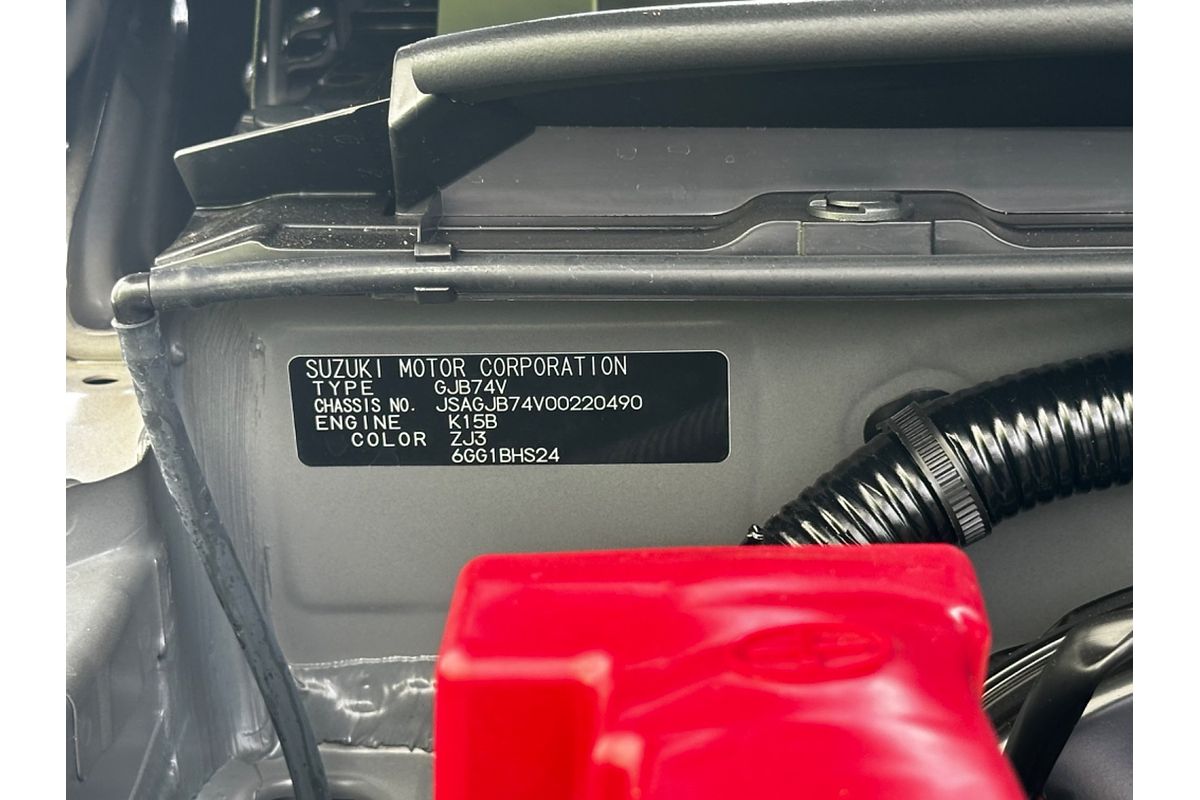 SUZUKI MOTOR CORPORATION
TYPE GJB74V
CHASSIS NO. JSAGJB74V00220490
ENGINE K15B
COLOR ZJ3
6GG1BHS24